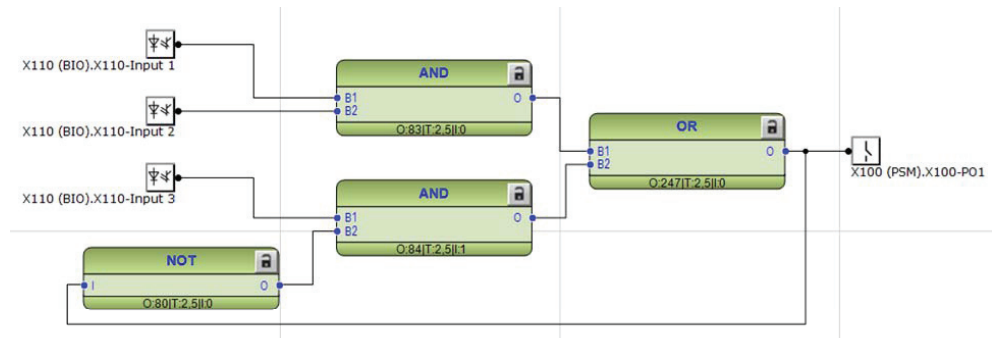 X110 (BIO).X110-Input 1
AND
B1
B2
O
O:83|T:2,5|I:0
X110 (BIO).X110-Input 2
OR
B1
B2
O
O:247|T:2,5|I:0
X100 (PSM).X100-PO1
X110 (BIO).X110-Input 3
AND
B1
B2
O
O:84|T:2,5|I:1
NOT
I
O
O:80|T:2,5|I:0